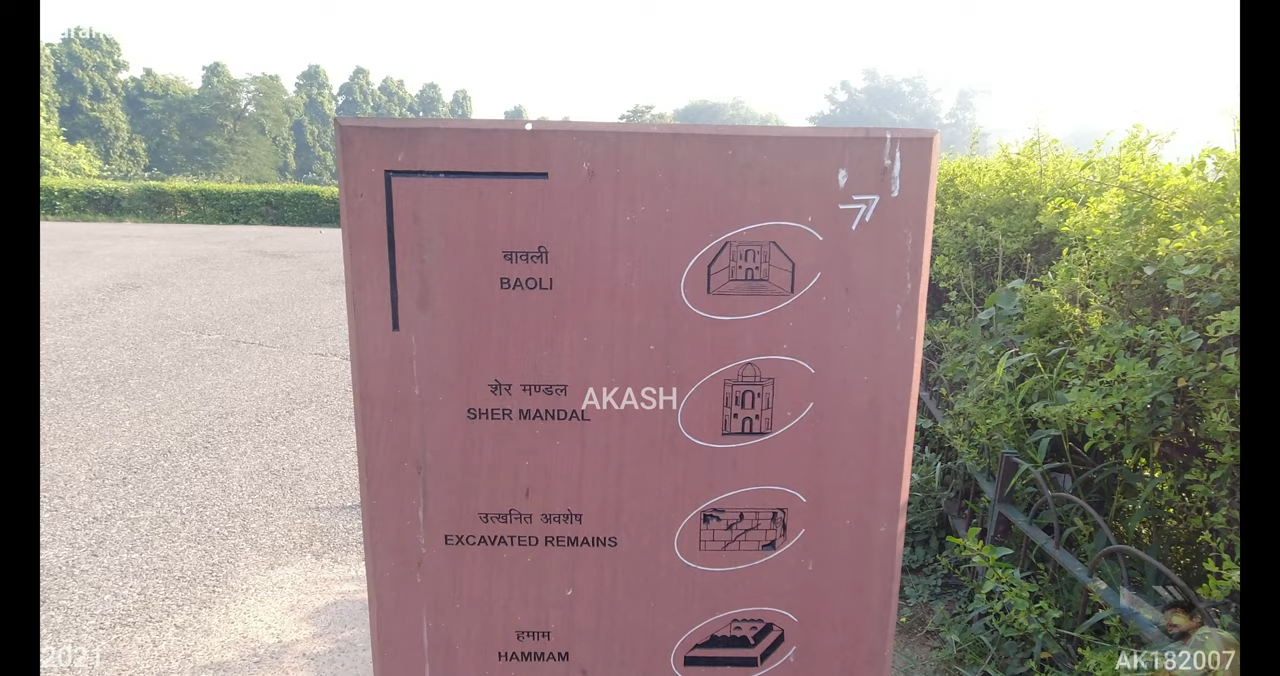 बावली
BAOLI
शेर मण्डल
SHER MANDAL
AKASH
उत्खनित अवशेष
EXCAVATED REMAINS
हमाम
HAMMAM
2021
AK182007